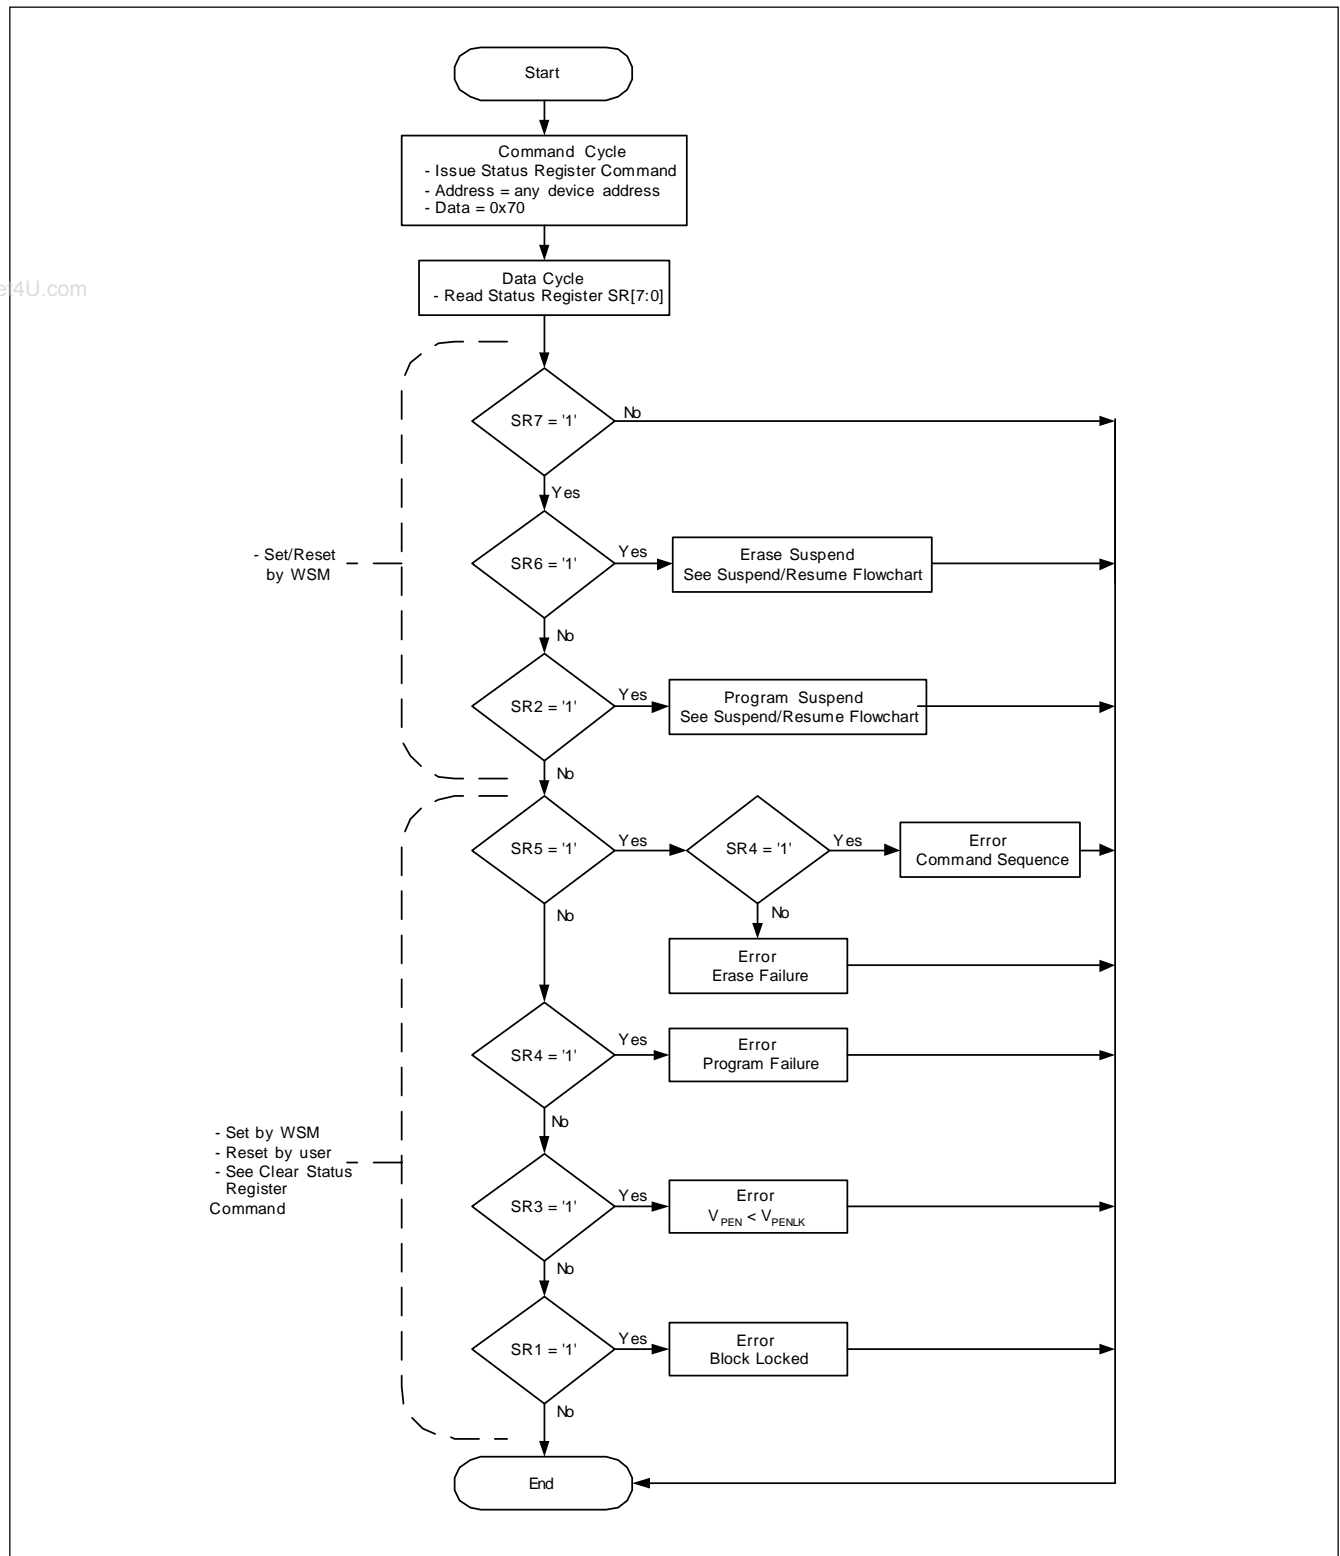 Start
Command Cycle
- Issue Status Register Command
- Address = any device address
- Data = 0x70
Data Cycle
- Read Status Register SR[7:0]
et4U.com
SR7 = '1'
No
Yes
- Set/Reset
by WSM
SR6 = '1'
Yes
Erase Suspend
See Suspend/Resume Flowchart
No
SR2 = '1'
Yes
Program Suspend
See Suspend/Resume Flowchart
No
SR5 = '1'
Yes
SR4 = '1'
Yes
Error
Command Sequence
No
No
Error
Erase Failure
SR4 = '1'
Yes
Error
Program Failure
No
- Set by WSM
- Reset by user
- See Clear Status
Register
Command
SR3 = '1'
Yes
Error
VPEN < VPENLK
No
SR1 = '1'
Yes
Error
Block Locked
No
End